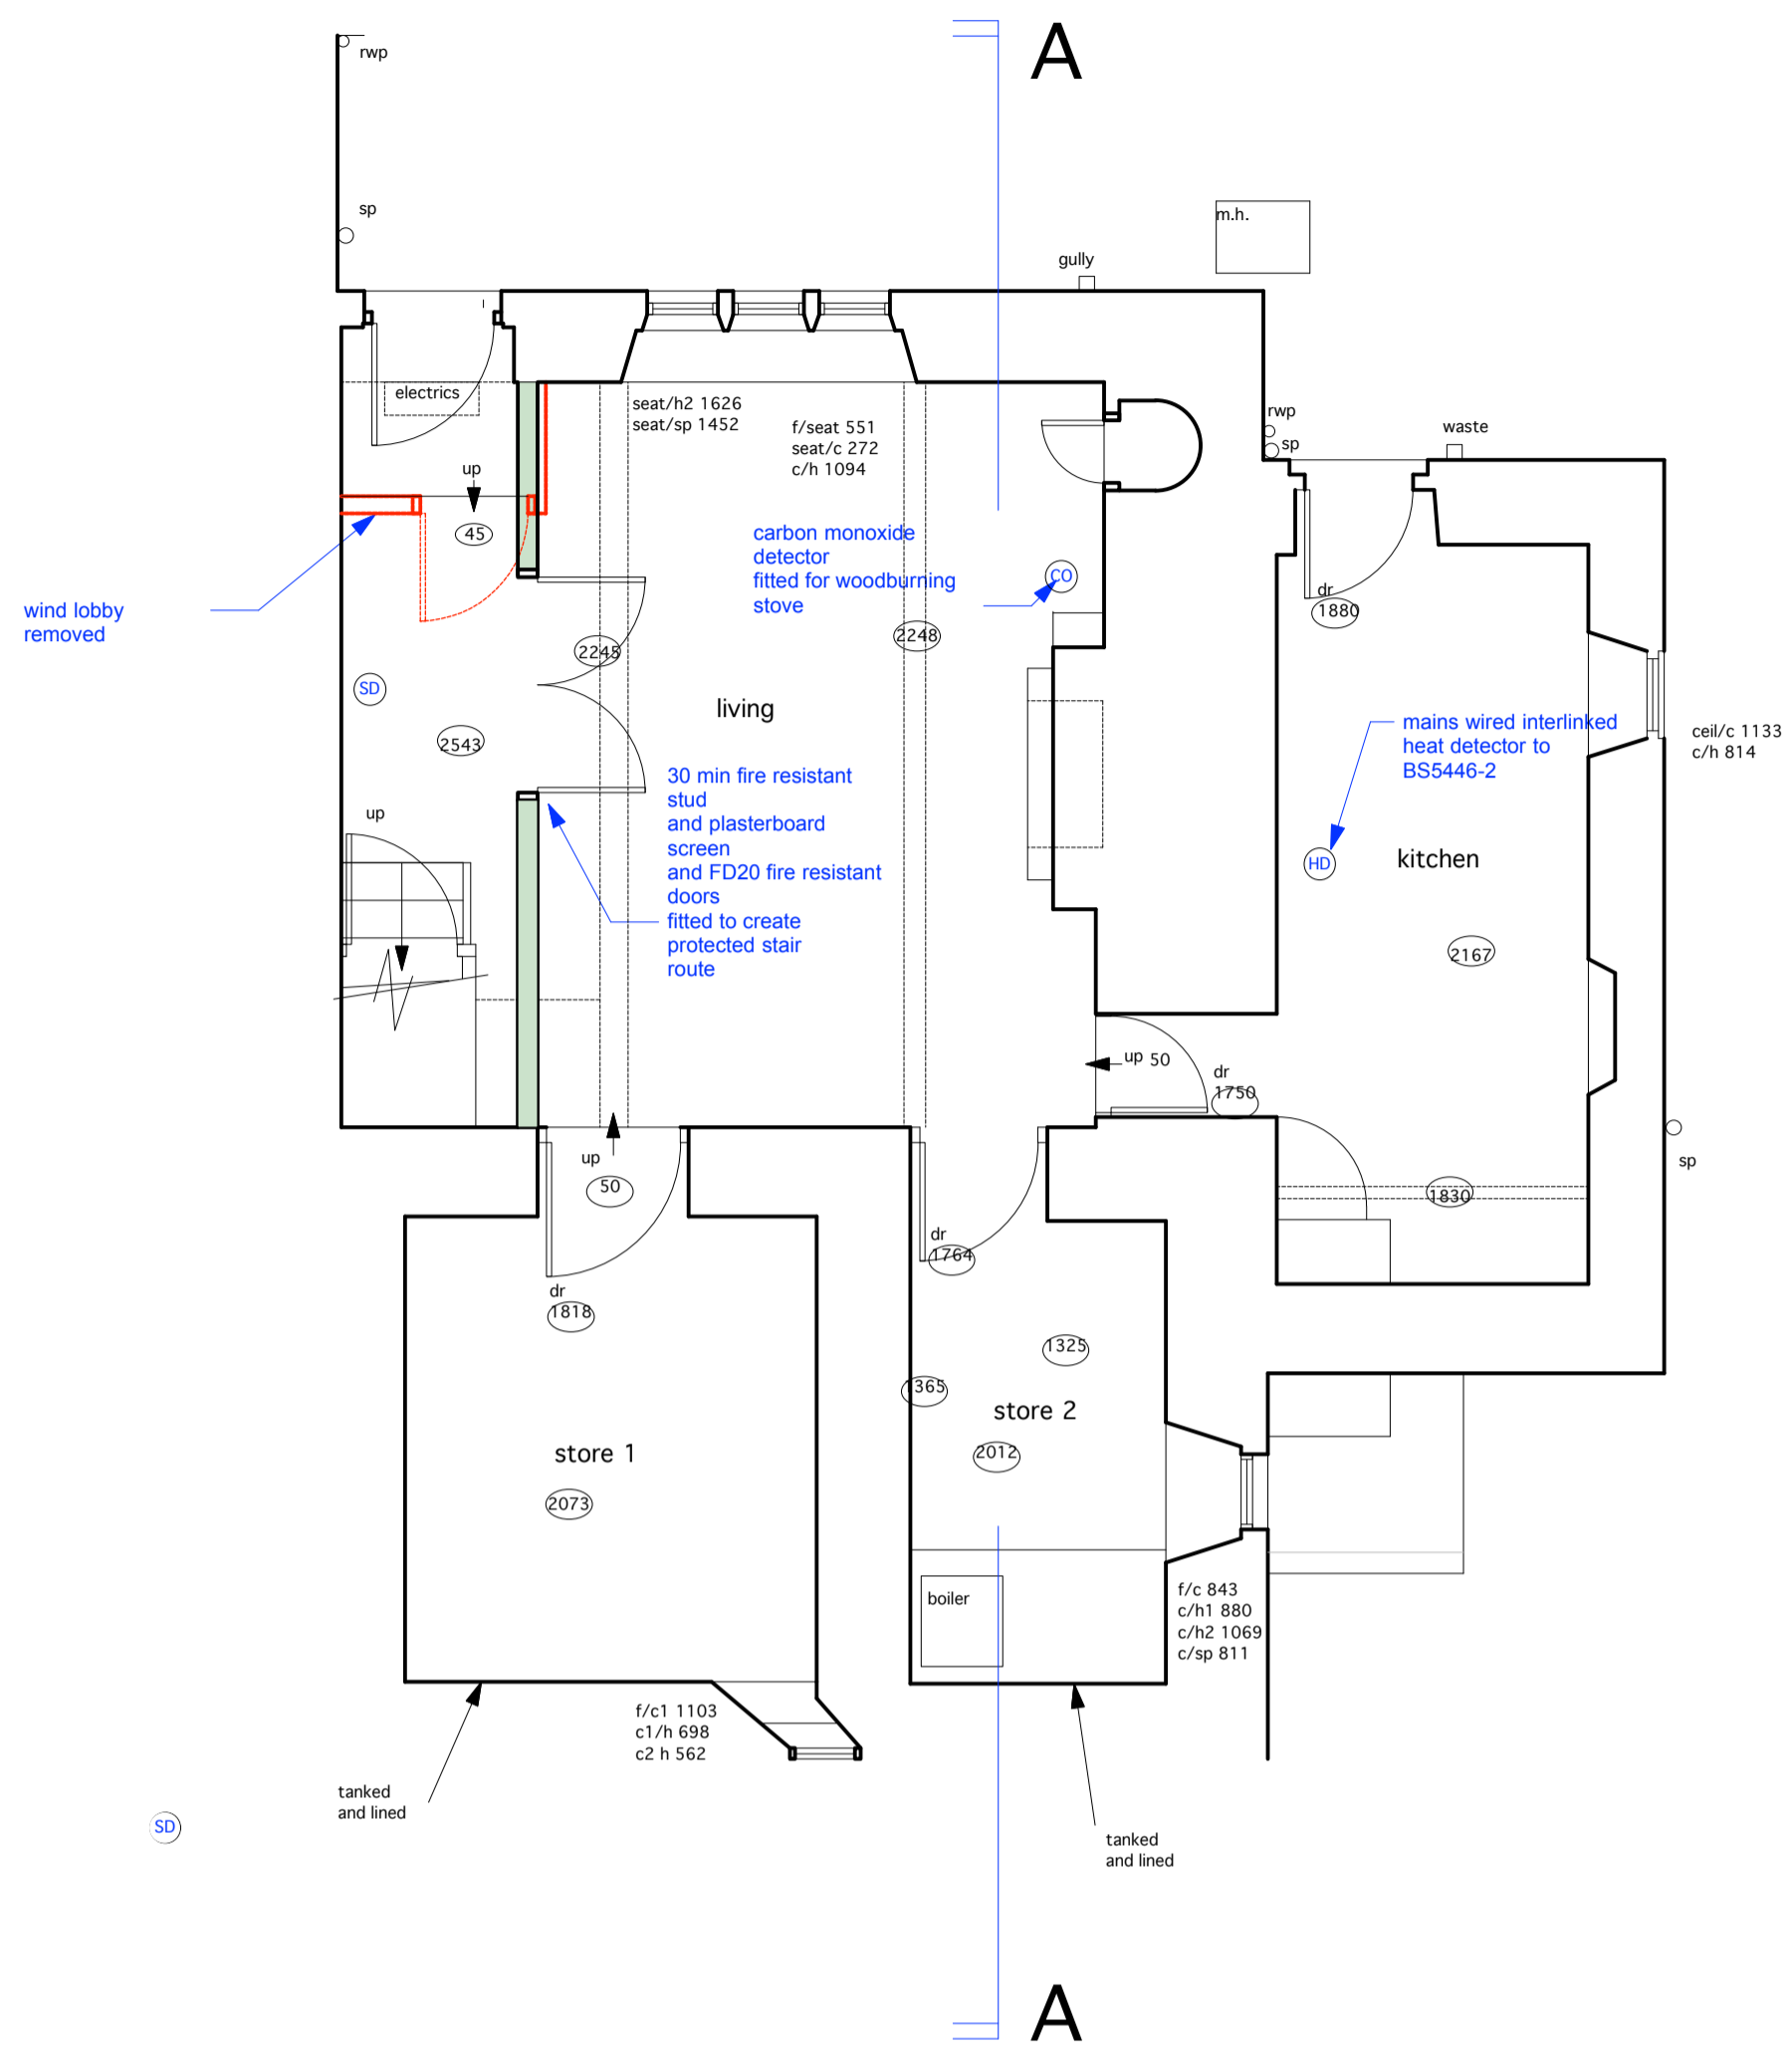 A
rwp
sp
m.h.
gully
electrics
seat/h2 1626
seat/sp 1452
f/seat 551
seat/c 272
c/h 1094
rwp
sp
waste
up
45
carbon monoxide
detector
fitted for woodburning
stove
CO
dr
1880
wind lobby
removed
2245
2248
SD
living
2543
mains wired interlinked
heat detector to
BS5446-2
ceil/c 1133
c/h 814
30 min fire resistant
stud
and plasterboard
screen
and FD20 fire resistant
doors
fitted to create
protected stair
route
up
HD
kitchen
2167
up 50
dr
1750
up
50
sp
1830
dr
1764
dr
1818
1325
1365
store 2
store 1
2012
2073
boiler
f/c 843
c/h1 880
c/h2 1069
c/sp 811
f/c1 1103
c1/h 698
c2 h 562
tanked
and lined
SD
tanked
and lined
A